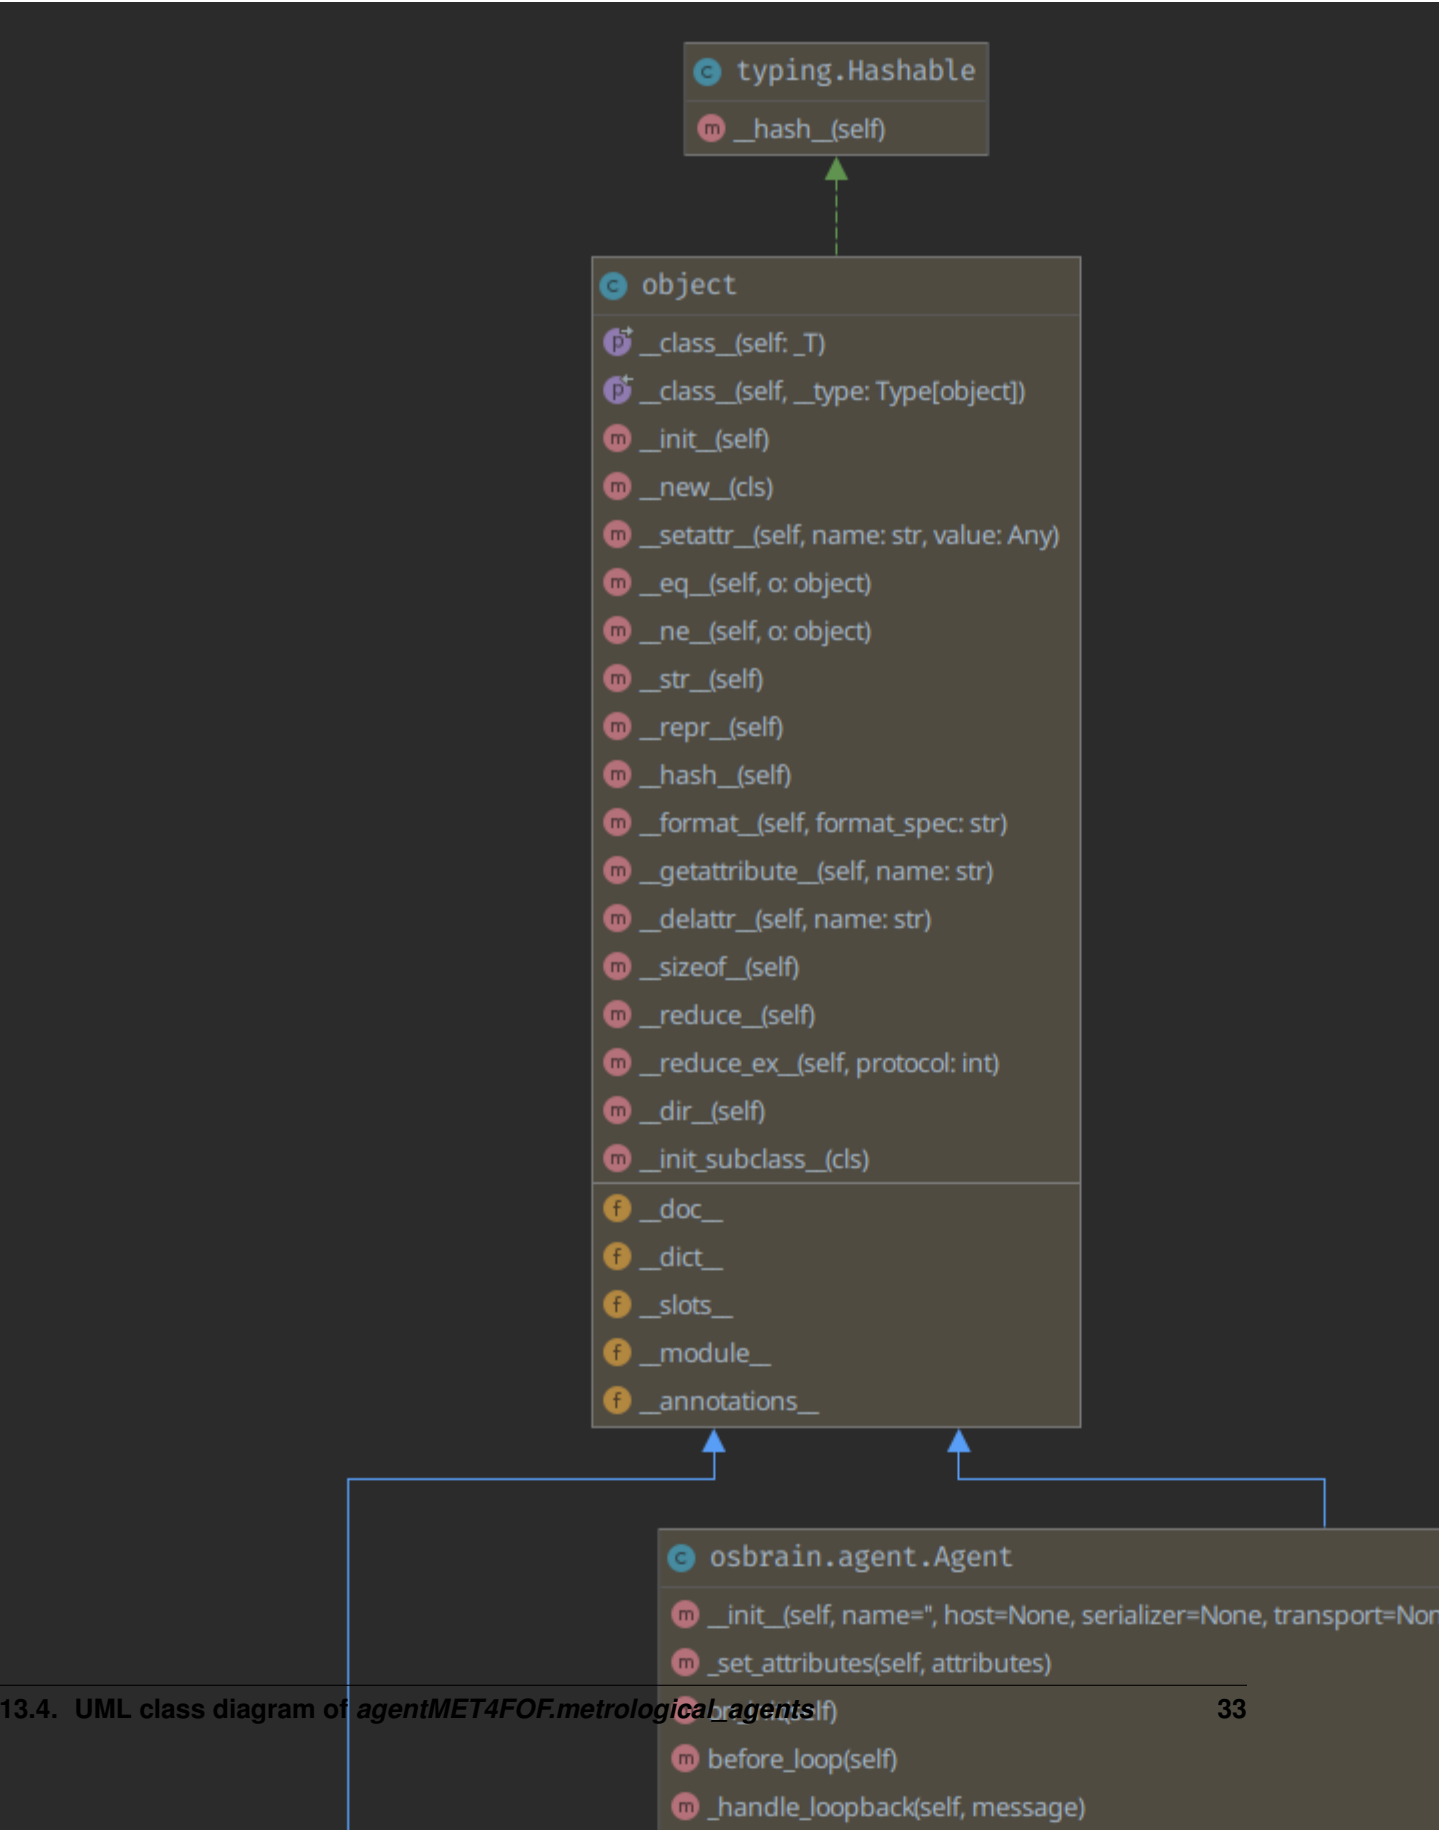 typing.Hashable
__hash__(self)
object
__class__(self: _T)
__class__(self, __type: Type[object])
__init__(self)
__new__(cls)
__setattr__(self, name: str, value: Any)
__eq__(self, o: object)
__ne__(self, o: object)
__str__(self)
__repr__(self)
__hash__(self)
__format__(self, format_spec: str)
__getattribute__(self, name: str)
__delattr__(self, name: str)
__sizeof__(self)
__reduce__(self)
__reduce_ex__(self, protocol: int)
__dir__(self)
__init_subclass__(cls)
__doc__
__dict__
__slots__
__module__
__annotations__
osbrain.agent.Agent
__init__(self, name='', host=None, serializer=None, transport=Non
_set_attributes(self, attributes)
13.4. UML class diagram of agentMET4FOF.metrological_agents 33
before_loop(self)
_handle_loopback(self, message)